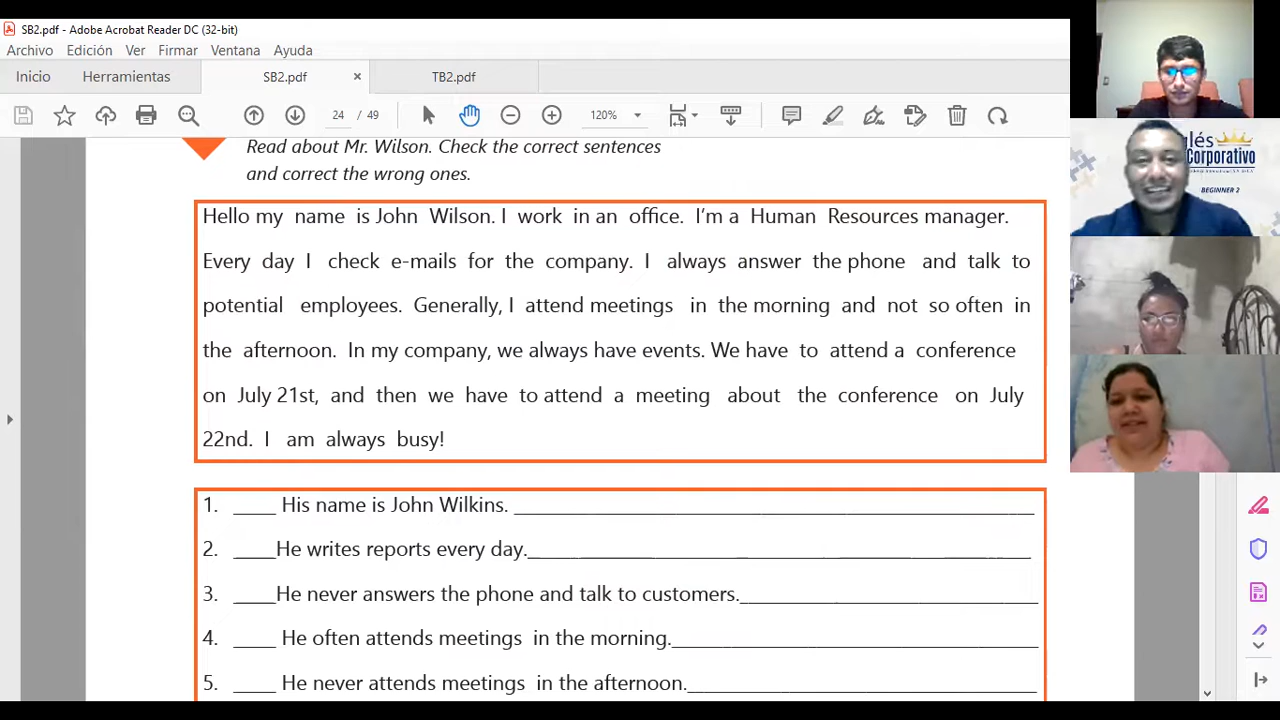 SB2.pdf - Adobe Acrobat Reader DC (32-bit)
Archivo Edición Ver Firmar Ventana Ayuda
Inicio Herramientas SB2.pdf × TB2.pdf
24 / 49 120%
Read about Mr. Wilson. Check the correct sentences
and correct the wrong ones.
Hello my name is John Wilson. I work in an office. I'm a Human Resources manager.
Every day I check e-mails for the company. I always answer the phone and talk to
potential employees. Generally, I attend meetings in the morning and not so often in
the afternoon. In my company, we always have events. We have to attend a conference
on July 21st, and then we have to attend a meeting about the conference on July
22nd. I am always busy!
1. ____ His name is John Wilkins. ____
2. ____He writes reports every day.____
3. ____He never answers the phone and talk to customers.____
4. ____ He often attends meetings in the morning.____
5. ____ He never attends meetings in the afternoon.____
glés
Corporativo
BEGINNER 2